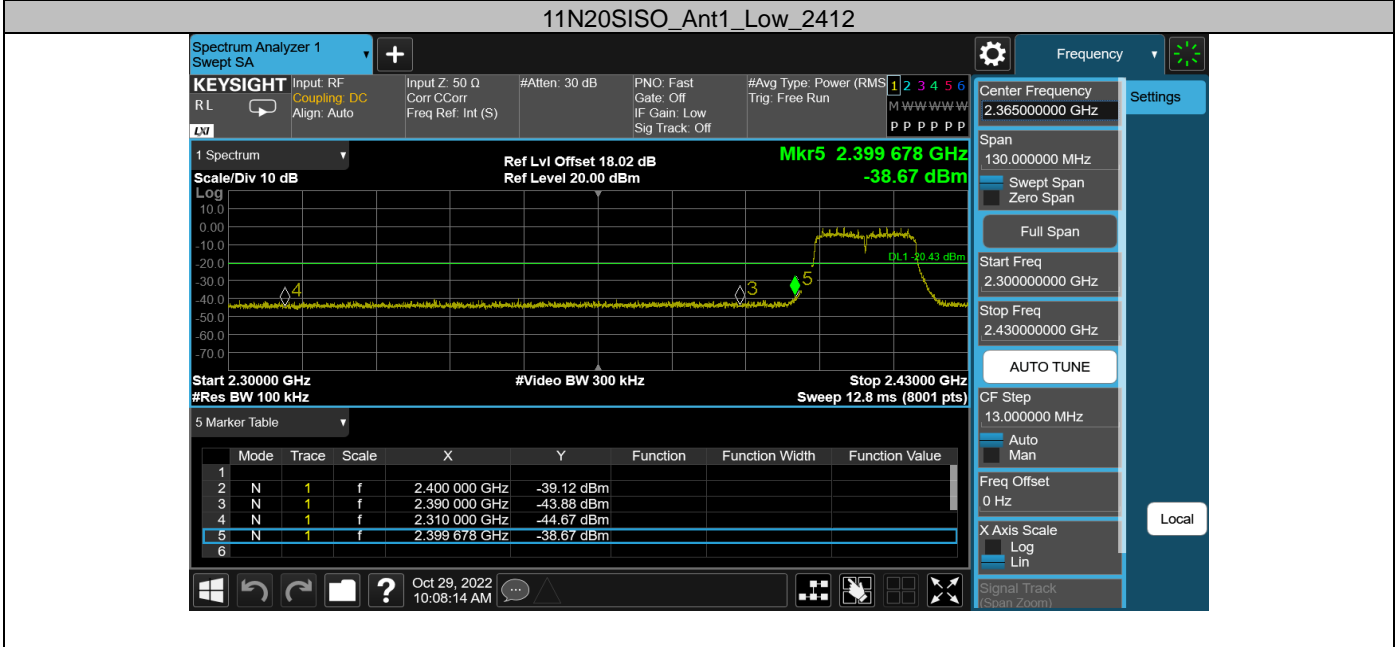 11N20SISO_Ant1_Low_2412
Spectrum Analyzer 1
Swept SA
+
Frequency
KEYSIGHT
RL
LXI
Input: RF
Coupling: DC
Align: Auto
Input Z: 50 Ω
Corr CCorr
Freq Ref: Int (S)
#Atten: 30 dB
PNO: Fast
Gate: Off
IF Gain: Low
Sig Track: Off
#Avg Type: Power (RMS
Trig: Free Run
1 2 3 4 5 6
M W W W W W
P P P P P P
1 Spectrum
Scale/Div 10 dB
Ref Lvl Offset 18.02 dB
Ref Level 20.00 dBm
Mkr5 2.399 678 GHz
-38.67 dBm
Log
10.0
0.00
-10.0
-20.0
-30.0
-40.0
-50.0
-60.0
-70.0
DL1 -20.43 dBm
4
3
5
Start 2.30000 GHz
#Video BW 300 kHz
Stop 2.43000 GHz
#Res BW 100 kHz
Sweep 12.8 ms (8001 pts)
5 Marker Table
Mode Trace Scale X Y Function Function Width Function Value
1
2 N 1 f 2.400 000 GHz -39.12 dBm
3 N 1 f 2.390 000 GHz -43.88 dBm
4 N 1 f 2.310 000 GHz -44.67 dBm
5 N 1 f 2.399 678 GHz -38.67 dBm
6
?
Oct 29, 2022
10:08:14 AM
Center Frequency
2.365000000 GHz
Settings
Span
130.000000 MHz
Swept Span
Zero Span
Full Span
Start Freq
2.300000000 GHz
Stop Freq
2.430000000 GHz
AUTO TUNE
CF Step
13.000000 MHz
Auto
Man
Freq Offset
0 Hz
X Axis Scale
Log
Lin
Local
Signal Track
(Span Zoom)